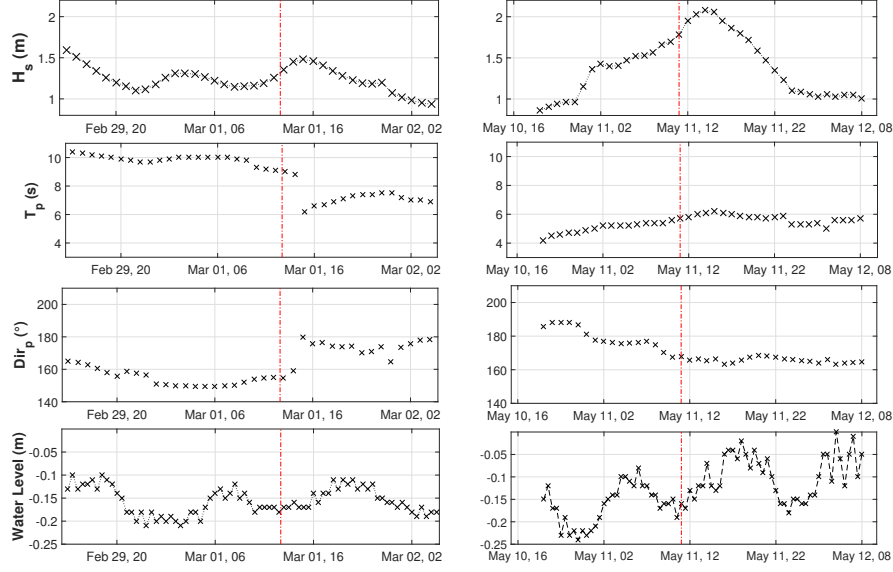 2
1.5
1
H_s (m)
Feb 29, 20 Mar 01, 06 Mar 01, 16 Mar 02, 02
2
1.5
1
May 10, 16 May 11, 02 May 11, 12 May 11, 22 May 12, 08
10
8
6
4
T_p (s)
Feb 29, 20 Mar 01, 06 Mar 01, 16 Mar 02, 02
10
8
6
4
May 10, 16 May 11, 02 May 11, 12 May 11, 22 May 12, 08
200
180
160
140
Dir_p (°)
Feb 29, 20 Mar 01, 06 Mar 01, 16 Mar 02, 02
200
180
160
140
May 10, 16 May 11, 02 May 11, 12 May 11, 22 May 12, 08
-0.05
-0.1
-0.15
-0.2
-0.25
Water Level (m)
Feb 29, 20 Mar 01, 06 Mar 01, 16 Mar 02, 02
-0.05
-0.1
-0.15
-0.2
-0.25
May 10, 16 May 11, 02 May 11, 12 May 11, 22 May 12, 08